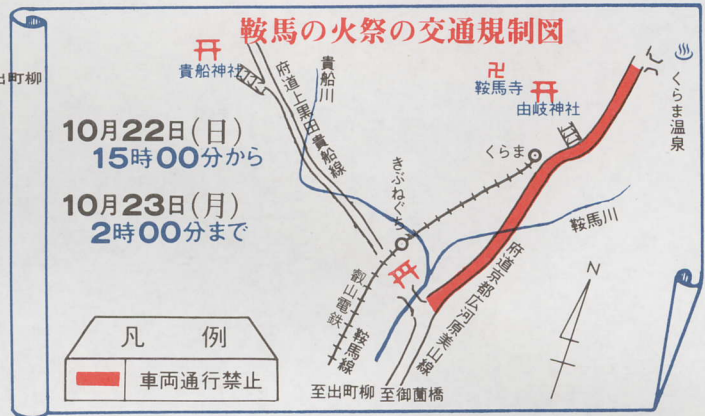 鞍馬の火祭の交通規制図
出町柳
貴船神社
貴船川
府道上黒田貴船線
鞍馬寺
由岐神社
くらま温泉
10月22日(日)
15時00分から
10月23日(月)
2時00分まで
くらま
きぶねぐち
鞍馬川
府道京都広河原美山線
叡山電鉄
鞍馬線
N
凡例
車両通行禁止
至出町柳
至御薗橋